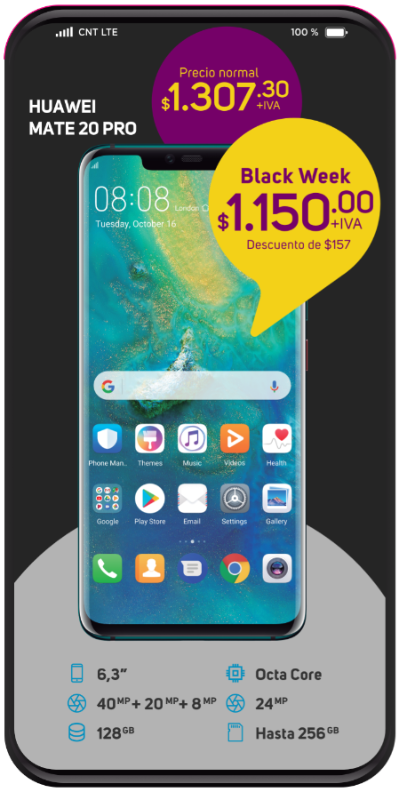 CNT LTE
100 %
Precio normal
$1.307.30
+IVA
HUAWEI
MATE 20 PRO
Black Week
$1.150.00
+IVA
Descuento de $157
08:08
London
Tuesday, October 16
G
Phone Man..
Themes
Music
Videos
Health
Google
Play Store
Email
Settings
Gallery
6,3”
Octa Core
40MP+ 20MP+ 8MP
24MP
128GB
Hasta 256GB